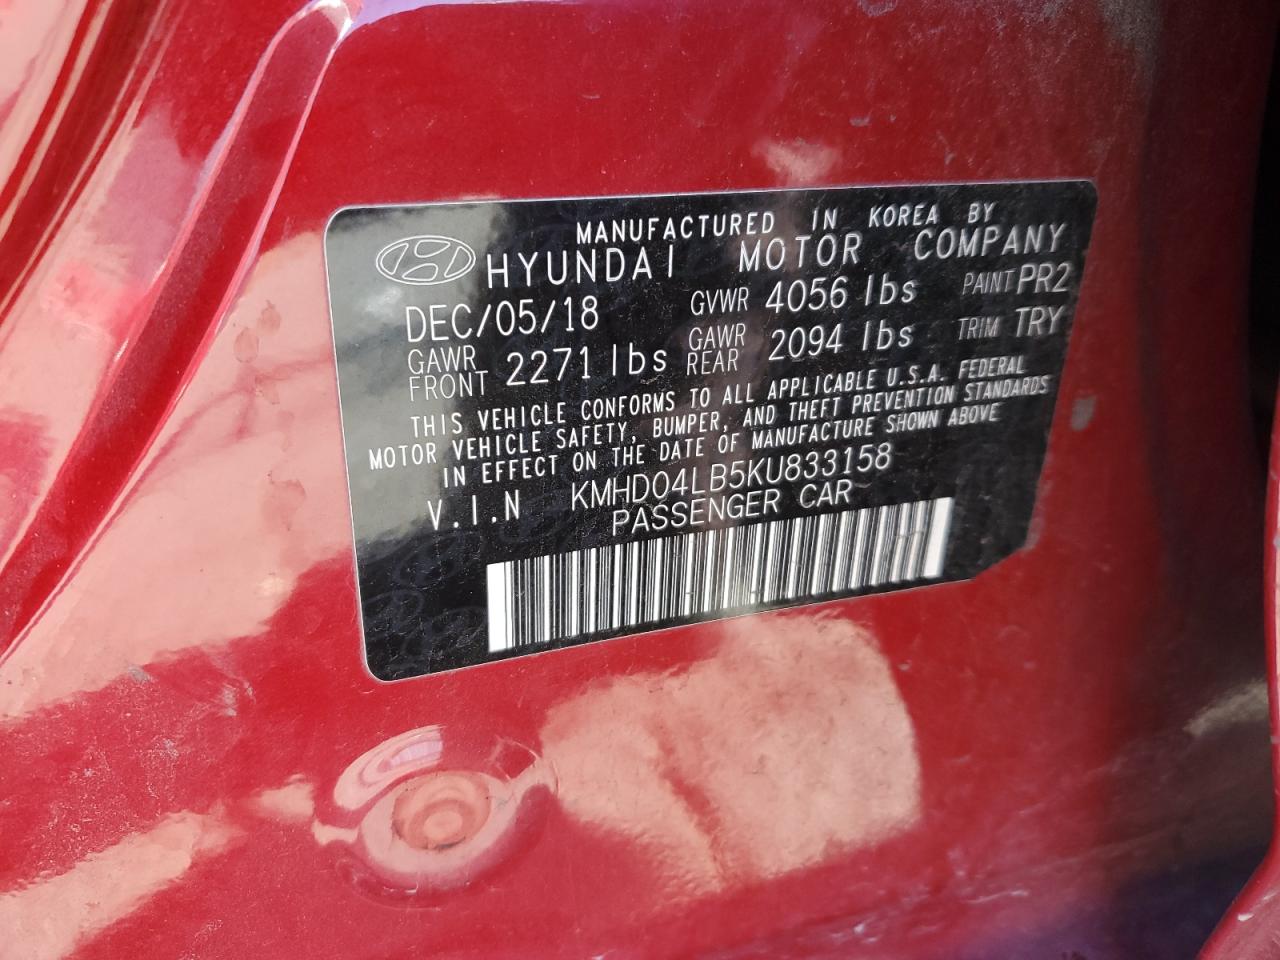 MANUFACTURED IN KOREA BY
HYUNDAI MOTOR COMPANY
DEC/05/18 GVWR 4056 lbs PAINT PR2
GAWR FRONT 2271 lbs GAWR REAR 2094 lbs TRIM TRY
THIS VEHICLE CONFORMS TO ALL APPLICABLE U.S.A. FEDERAL
MOTOR VEHICLE SAFETY, BUMPER, AND THEFT PREVENTION STANDARDS
IN EFFECT ON THE DATE OF MANUFACTURE SHOWN ABOVE
V.I.N KMHD04LB5KU833158
PASSENGER CAR